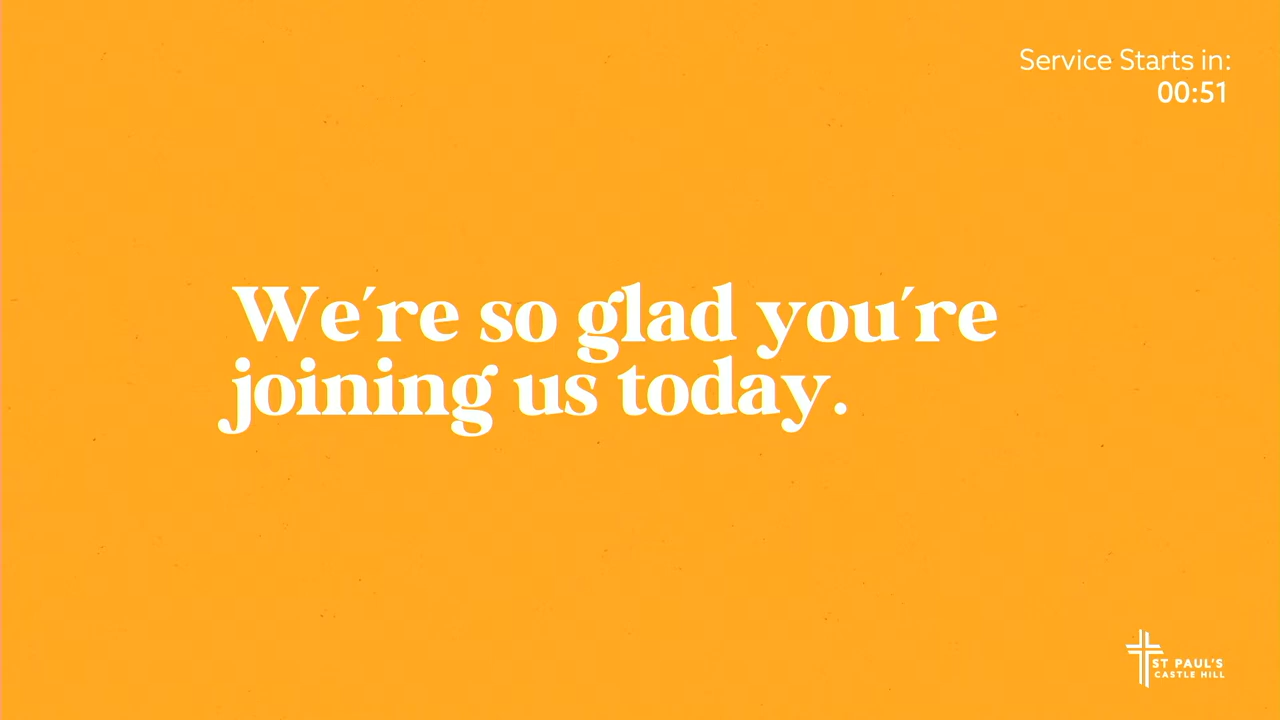 Service Starts in:
00:51
We're so glad you're
joining us today.
ST PAUL'S
CASTLE HILL